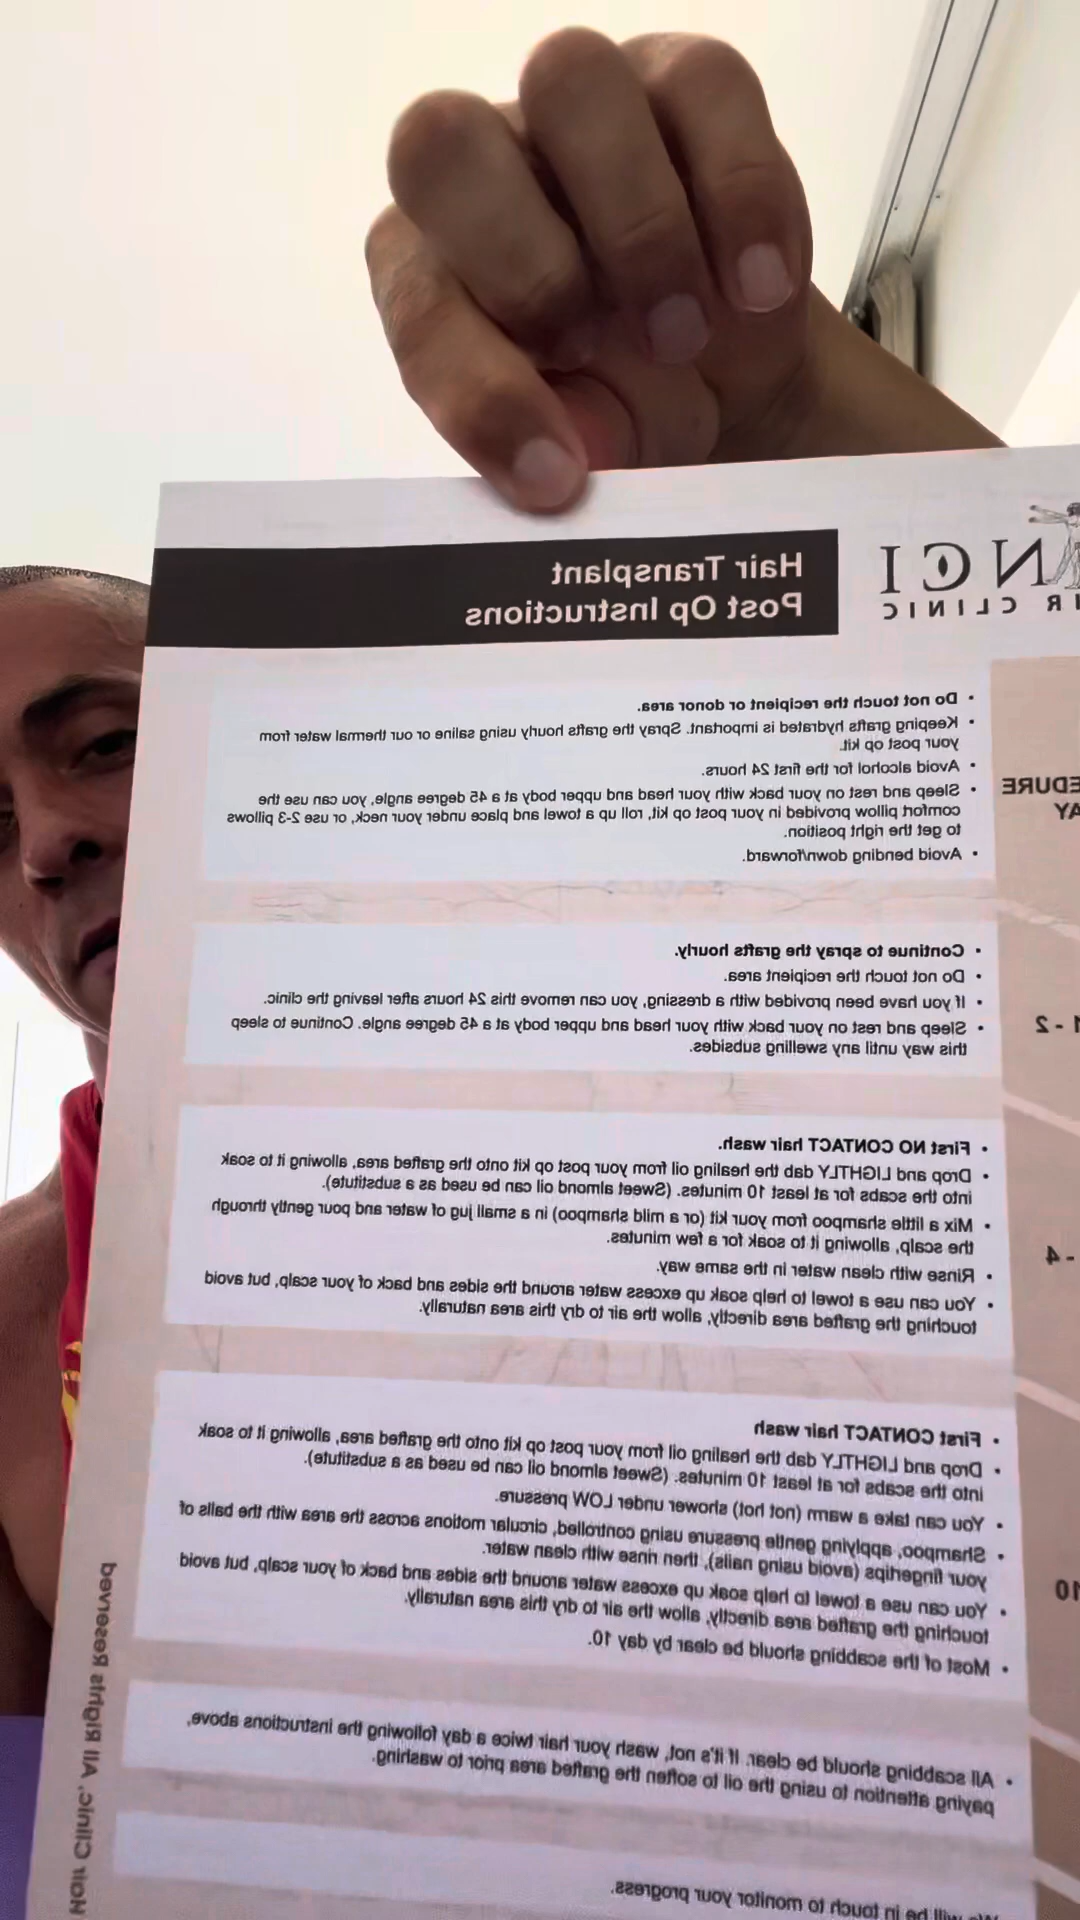 NCI
R CLINIC
Hair Transplant
Post Op Instructions
EDURE
AY
• Do not touch the recipient or donor area.
• Keeping grafts hydrated is important. Spray the grafts hourly using saline or our thermal water from
your post op kit.
• Avoid alcohol for the first 24 hours.
• Sleep and rest on your back with your head and upper body at a 45 degree angle, you can use the
comfort pillow provided in your post op kit, roll up a towel and place under your neck, or use 2-3 pillows
to get the right position.
• Avoid bending down/forward.
1 - 2
• Continue to spray the grafts hourly.
• Do not touch the recipient area.
• If you have been provided with a dressing, you can remove this 24 hours after leaving the clinic.
• Sleep and rest on your back with your head and upper body at a 45 degree angle. Continue to sleep
this way until any swelling subsides.
- 4
• First NO CONTACT hair wash.
• Drop and LIGHTLY dab the healing oil from your post op kit onto the grafted area, allowing it to soak
into the scabs for at least 10 minutes. (Sweet almond oil can be used as a substitute).
• Mix a little shampoo from your kit (or a mild shampoo) in a small jug of water and pour gently through
the scalp, allowing it to soak for a few minutes.
• Rinse with clean water in the same way.
• You can use a towel to help soak up excess water around the sides and back of your scalp, but avoid
touching the grafted area directly, allow the air to dry this area naturally.
10
• First CONTACT hair wash
• Drop and LIGHTLY dab the healing oil from your post op kit onto the grafted area, allowing it to soak
into the scabs for at least 10 minutes. (Sweet almond oil can be used as a substitute).
• You can take a warm (not hot) shower under LOW pressure.
• Shampoo, applying gentle pressure using controlled, circular motions across the area with the balls of
your fingertips (avoid using nails), then rinse with clean water.
• You can use a towel to help soak up excess water around the sides and back of your scalp, but avoid
touching the grafted area directly, allow the air to dry this area naturally.
• Most of the scabbing should be clear by day 10.
• All scabbing should be clear. If it's not, wash your hair twice a day following the instructions above,
paying attention to using the oil to soften the grafted area prior to washing.
will be in touch to monitor your progress.
Hair Clinic. All Rights Reserved